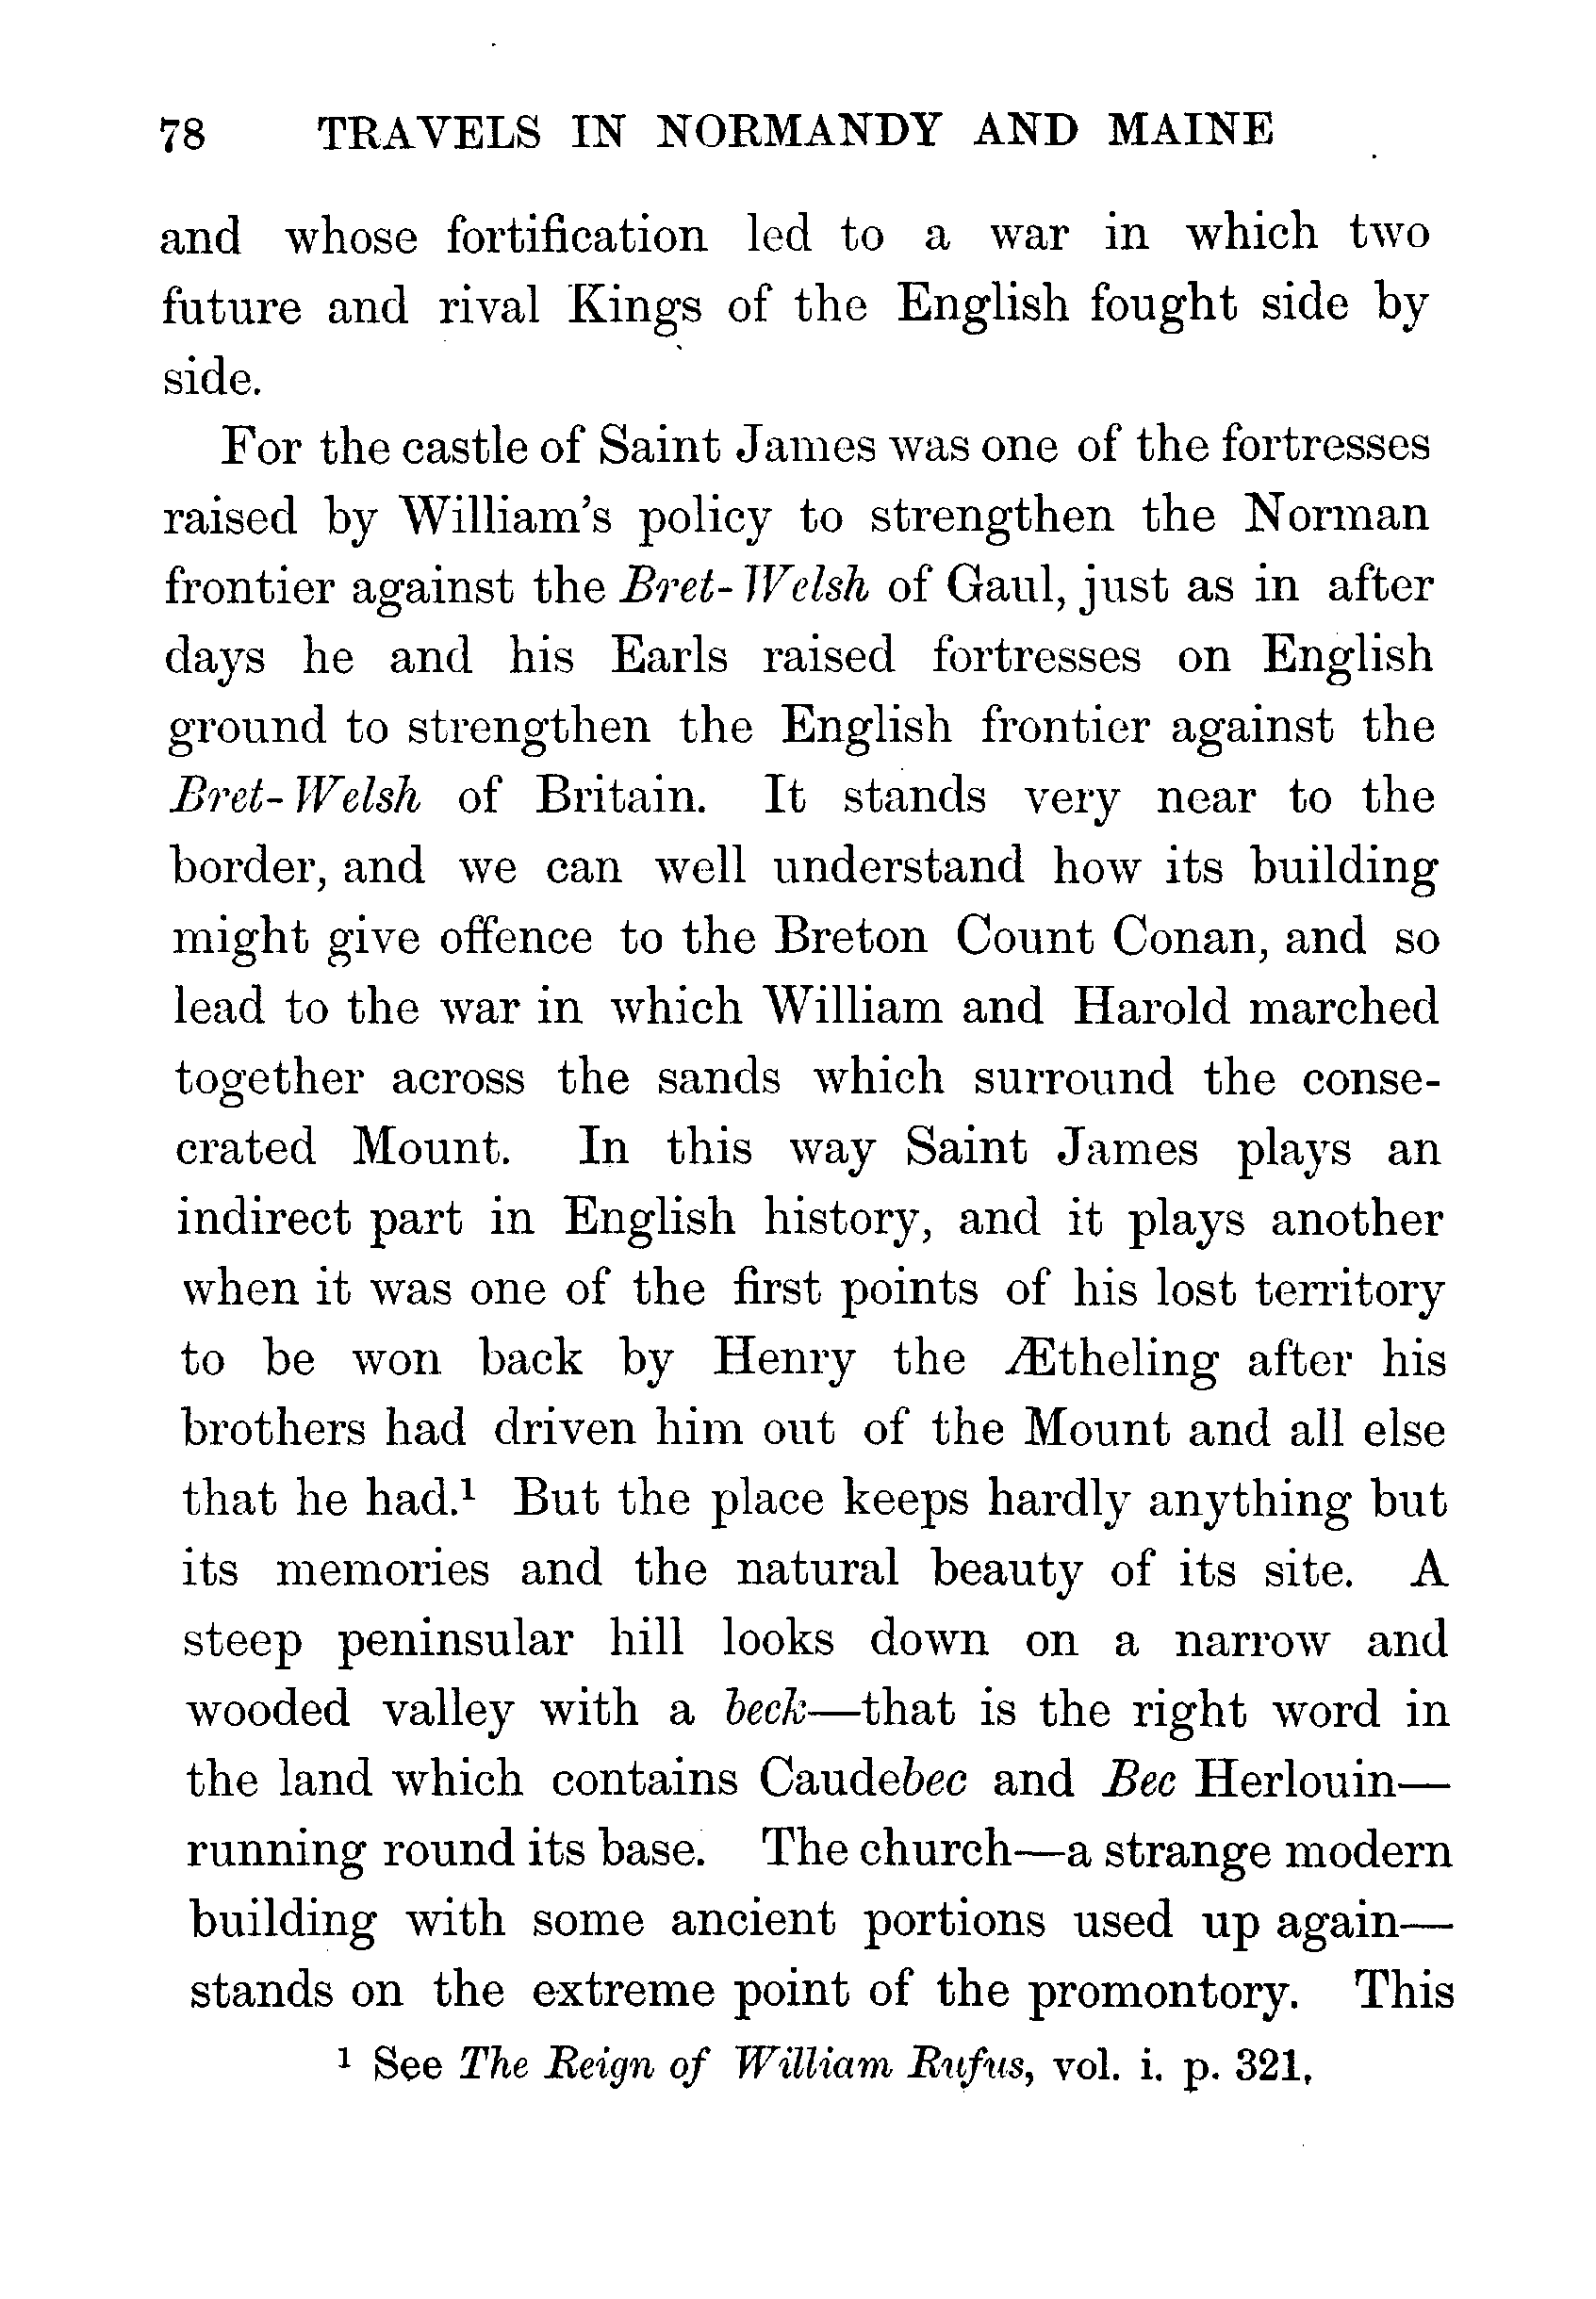 78 TRAVELS IN NORMANDY AND MAINE
and whose fortification led to a war in which two
future and rival Kings of the English fought side by
side.
For the castle of Saint James was one of the fortresses
raised by William's policy to strengthen the Norman
frontier against the Bret-Welsh of Gaul, just as in after
days he and his Earls raised fortresses on English
ground to strengthen the English frontier against the
Bret-Welsh of Britain. It stands very near to the
border, and we can well understand how its building
might give offence to the Breton Count Conan, and so
lead to the war in which William and Harold marched
together across the sands which surround the conse-
crated Mount. In this way Saint James plays an
indirect part in English history, and it plays another
when it was one of the first points of his lost territory
to be won back by Henry the Ætheling after his
brothers had driven him out of the Mount and all else
that he had.¹ But the place keeps hardly anything but
its memories and the natural beauty of its site. A
steep peninsular hill looks down on a narrow and
wooded valley with a beck—that is the right word in
the land which contains Caudebec and Bec Herlouin—
running round its base. The church—a strange modern
building with some ancient portions used up again—
stands on the extreme point of the promontory. This
¹ See The Reign of William Rufus, vol. i. p. 321.